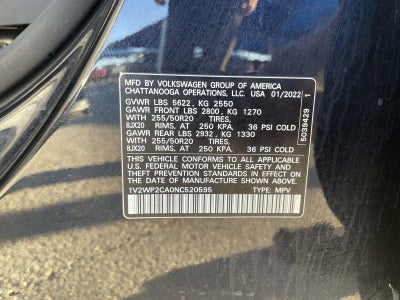 MFD BY VOLKSWAGEN GROUP OF AMERICA
CHATTANOOGA OPERATIONS, LLC. USA 01/2022
GVWR LBS 5622, KG 2550
GAWR FRONT LBS 2800, KG 1270
WITH 255/50R20 TIRES,
8JX20 RIMS, AT 250 KPA, 36 PSI COLD
GAWR REAR LBS 2932, KG 1330
WITH 255/50R20 TIRES,
8JX20 RIMS, AT 250 KPA, 36 PSI COLD
THIS VEHICLE CONFORMS TO ALL APPLICABLE
U.S. FEDERAL MOTOR VEHICLE SAFETY AND
THEFT PREVENTION STANDARDS IN EFFECT ON
THE DATE OF MANUFACTURE SHOWN ABOVE.
1V2WP2CA0NC520595 TYPE: MPV
5039429 1